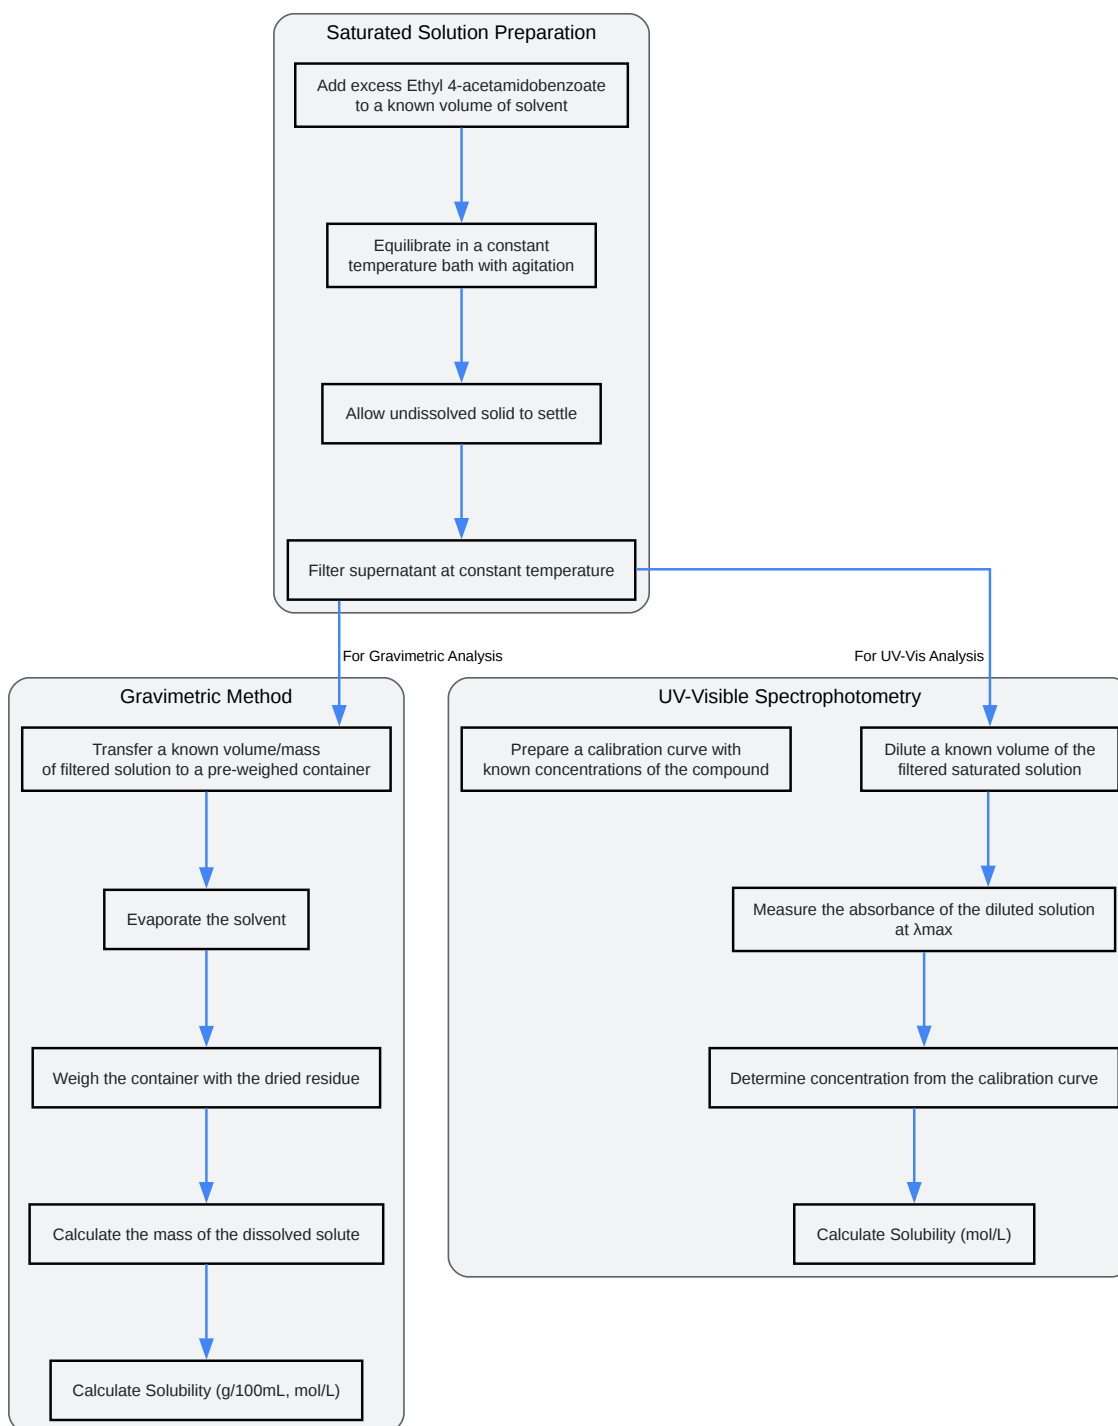 Saturated Solution Preparation
Add excess Ethyl 4-acetamidobenzoate
to a known volume of solvent
Equilibrate in a constant
temperature bath with agitation
Allow undissolved solid to settle
Filter supernatant at constant temperature
For Gravimetric Analysis
For UV-Vis Analysis
Gravimetric Method
Transfer a known volume/mass
of filtered solution to a pre-weighed container
Evaporate the solvent
Weigh the container with the dried residue
Calculate the mass of the dissolved solute
Calculate Solubility (g/100mL, mol/L)
UV-Visible Spectrophotometry
Prepare a calibration curve with
known concentrations of the compound
Dilute a known volume of the
filtered saturated solution
Measure the absorbance of the diluted solution
at λmax
Determine concentration from the calibration curve
Calculate Solubility (mol/L)